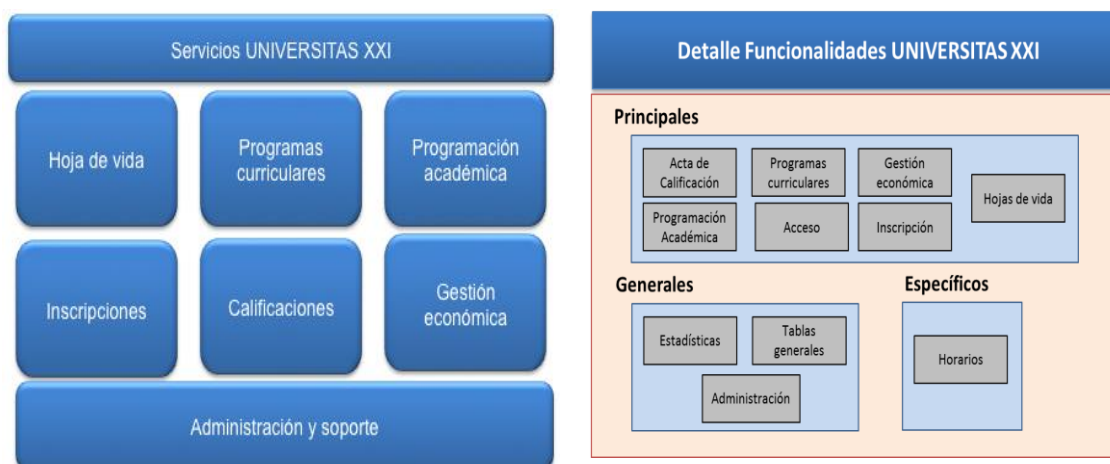 Servicios UNIVERSITAS XXI
Hoja de vida
Programas
curriculares
Programación
académica
Inscripciones
Calificaciones
Gestión
económica
Administración y soporte
Detalle Funcionalidades UNIVERSITAS XXI
Principales
Acta de
Calificación
Programas
curriculares
Gestión
económica
Hojas de vida
Programación
Académica
Acceso
Inscripción
Generales
Estadísticas
Tablas
generales
Administración
Específicos
Horarios